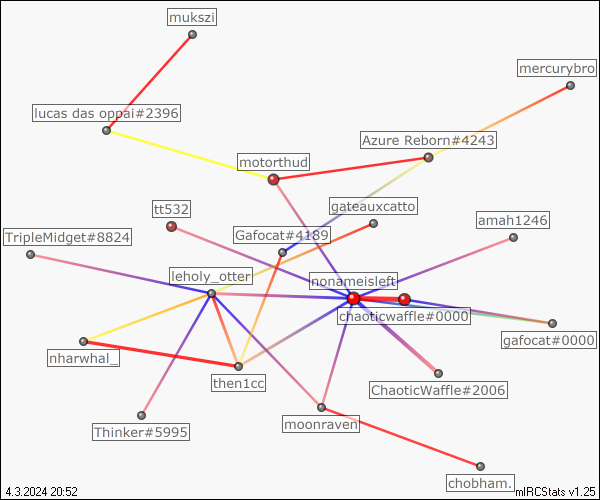 mukszi
mercurybro
lucas das oppai#2396
Azure Reborn#4243
motorthud
gateauxcatto
tt532
amah1246
TripleMidget#8824
Gafocat#4189
leholy_otter
nonameisleft
chaoticwaffle#0000
gafocat#0000
nharwhal_
then1cc
ChaoticWaffle#2006
moonraven
Thinker#5995
chobham.
4.3.2024 20:52
mIRCStats v1.25